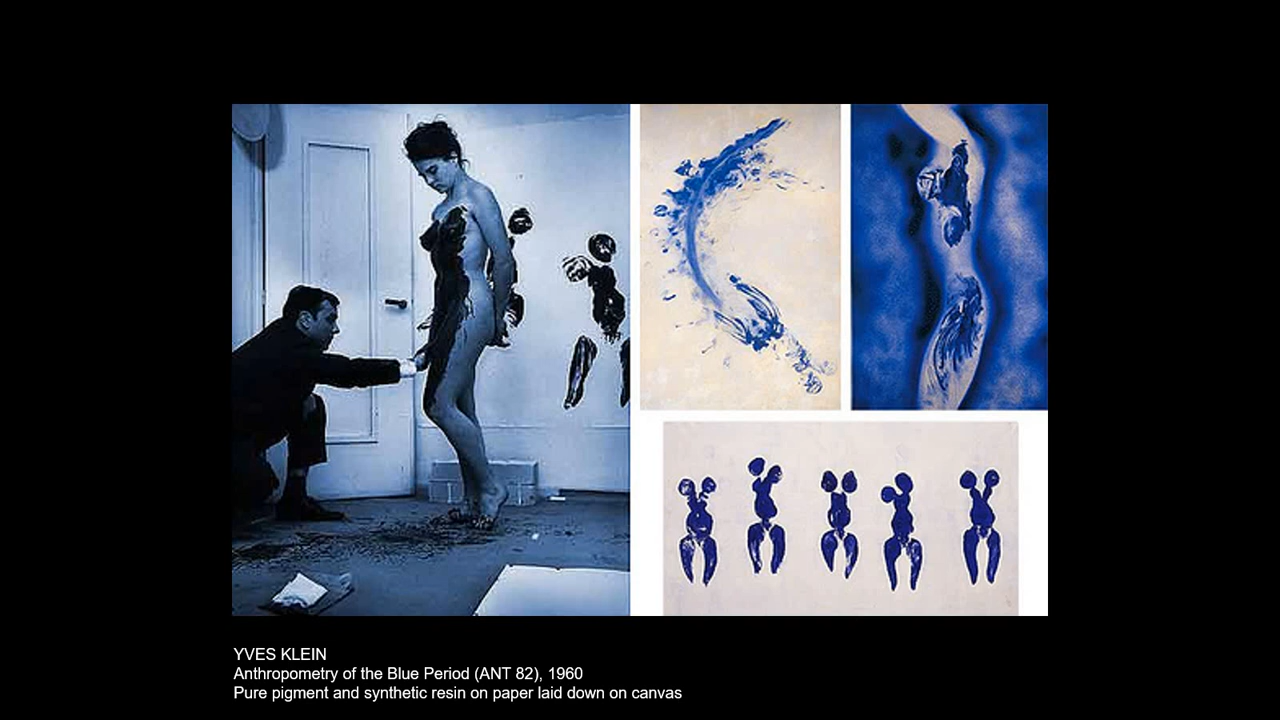 YVES KLEIN
Anthropometry of the Blue Period (ANT 82), 1960
Pure pigment and synthetic resin on paper laid down on canvas